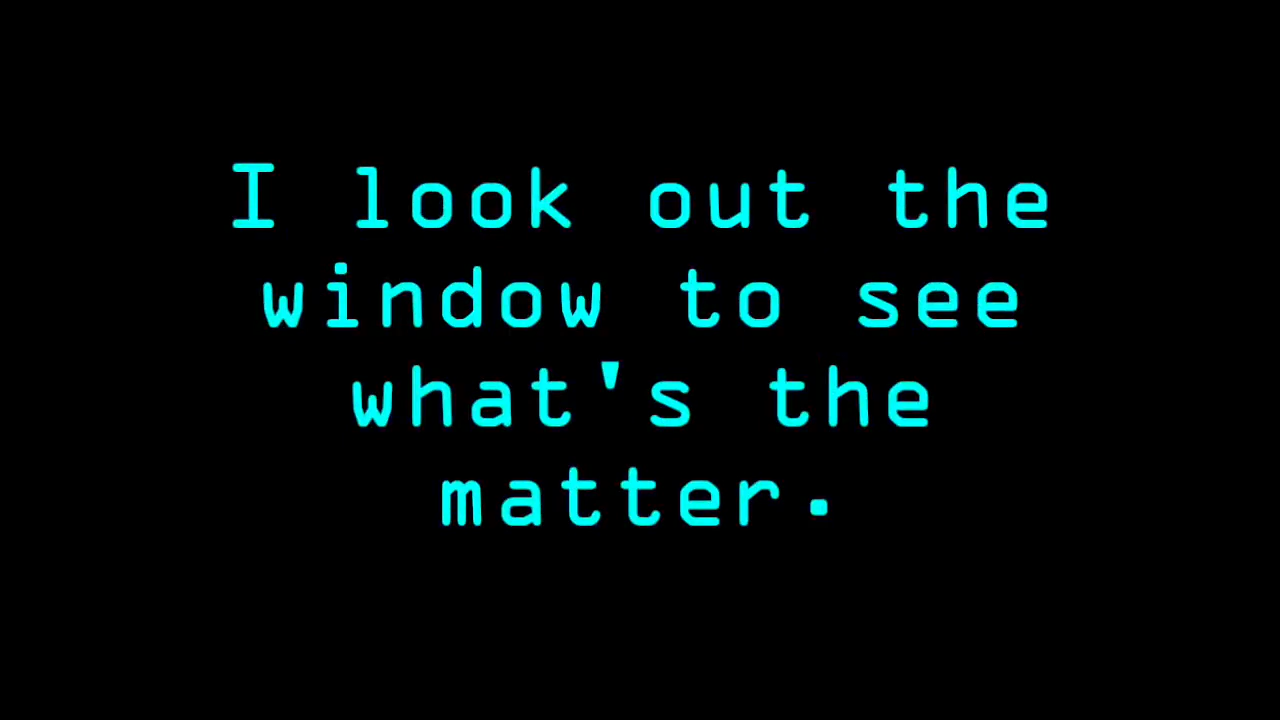 I look out the
window to see
what's the
matter.